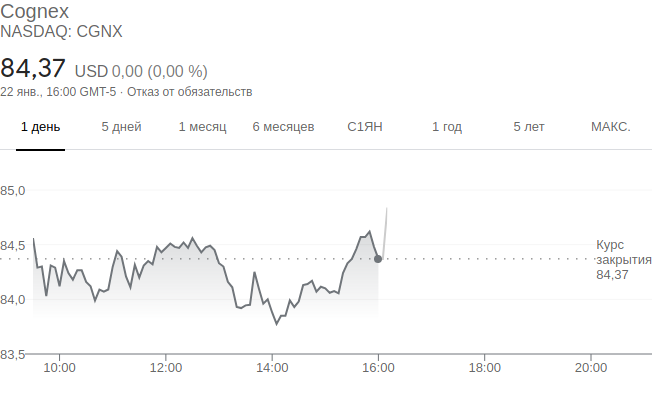 Cognex
NASDAQ: CGNX
84,37 USD 0,00 (0,00 %)
22 янв., 16:00 GMT-5 · Отказ от обязательств
1 день 5 дней 1 месяц 6 месяцев С1ЯН 1 год 5 лет МАКС.
85,0
84,5
84,0
83,5
Курс
закрытия
84,37
10:00 12:00 14:00 16:00 18:00 20:00